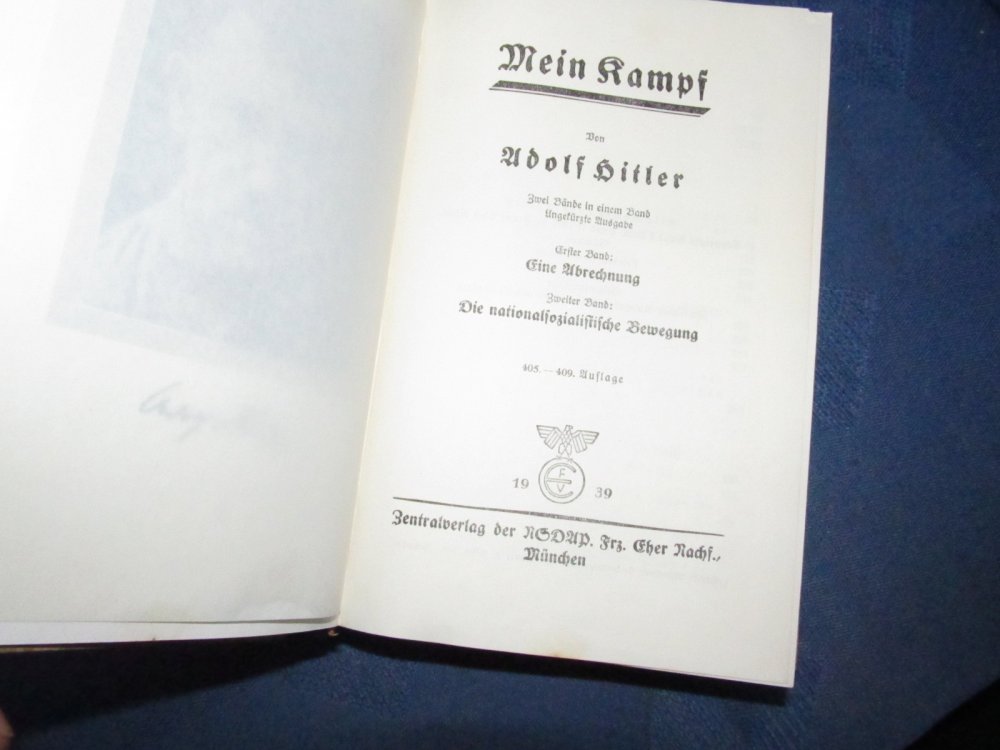 Mein Kampf
Von
Adolf Hitler
Zwei Bände in einem Band
Ungekürzte Ausgabe
Erster Band:
Eine Abrechnung
Zweiter Band:
Die nationalsozialistische Bewegung
405.—409. Auflage
F
E
V
19 39
Zentralverlag der NSDAP. Frz. Eher Nachf.,
München